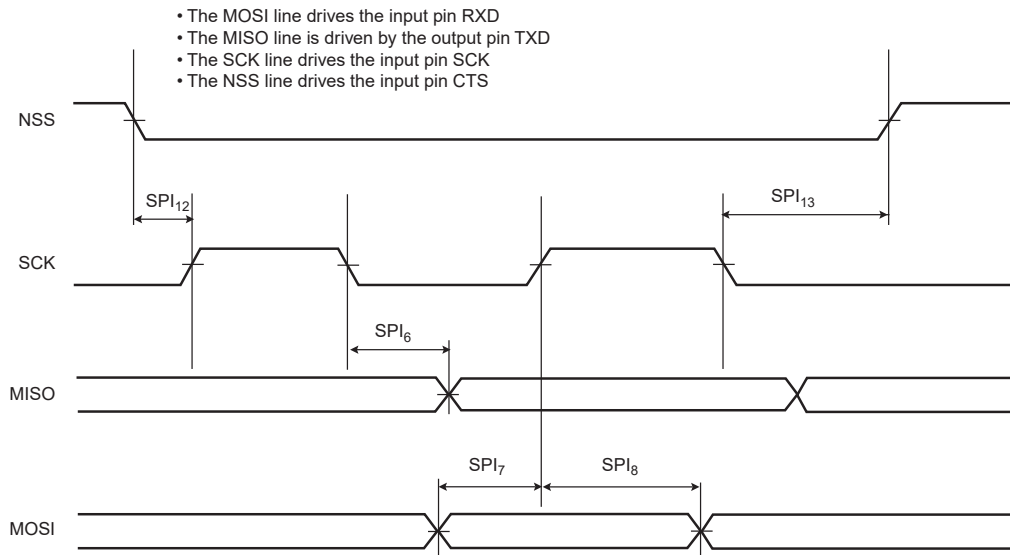 • The MOSI line drives the input pin RXD
• The MISO line is driven by the output pin TXD
• The SCK line drives the input pin SCK
• The NSS line drives the input pin CTS
NSS
SPI12
SPI13
SCK
SPI6
MISO
SPI7
SPI8
MOSI